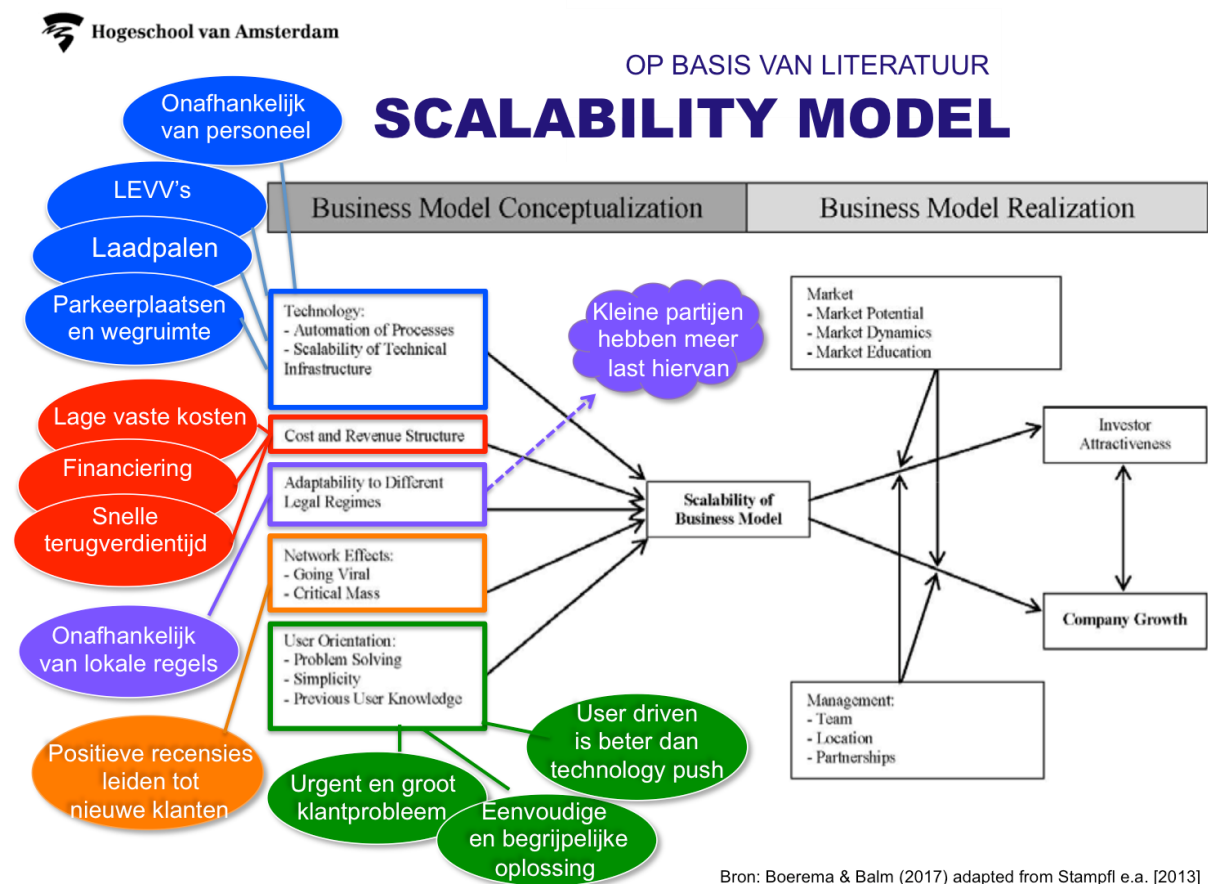 Hogeschool van Amsterdam
OP BASIS VAN LITERATUUR
SCALABILITY MODEL
Onafhankelijk
van personeel
LEVV's
Laadpalen
Parkeerplaatsen
en wegruimte
Lage vaste kosten
Financiering
Snelle
terugverdientijd
Onafhankelijk
van lokale regels
Positieve recensies
leiden tot
nieuwe klanten
Business Model Conceptualization
Business Model Realization
Technology:
- Automation of Processes
- Scalability of Technical
Infrastructure
Cost and Revenue Structure
Adaptability to Different
Legal Regimes
Network Effects:
- Going Viral
- Critical Mass
User Orientation:
- Problem Solving
- Simplicity
- Previous User Knowledge
Urgent en groot
klantprobleem
Eenvoudige
en begrijpelijke
oplossing
User driven
is beter dan
technology push
Kleine partijen
hebben meer
last hiervan
Scalability of
Business Model
Market
- Market Potential
- Market Dynamics
- Market Education
Investor
Attractiveness
Company Growth
Management:
- Team
- Location
- Partnerships
Bron: Boerema & Balm (2017) adapted from Stampfl e.a. [2013]